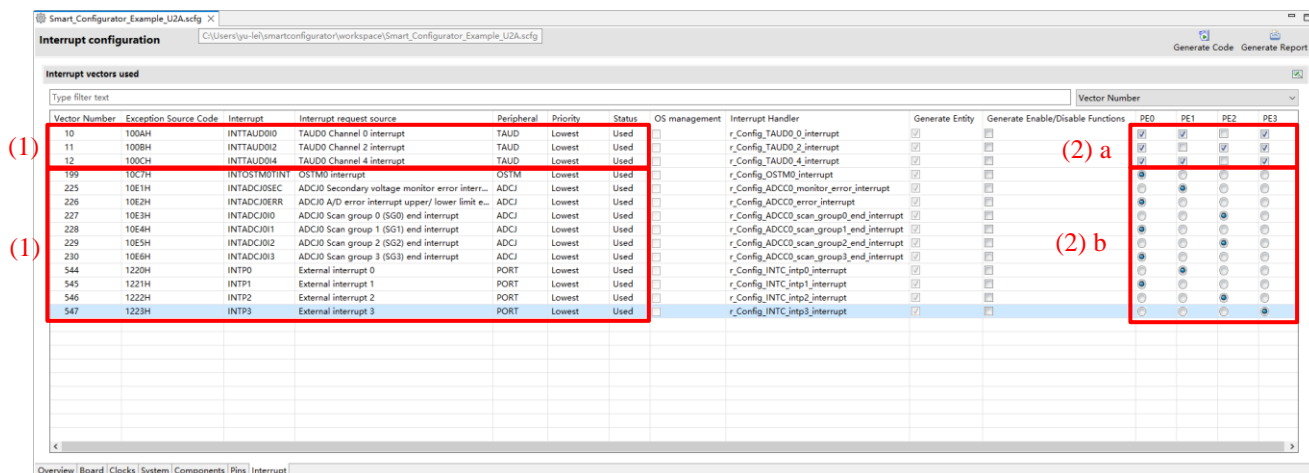 Smart_Configurator_Example_U2A.scfg
Interrupt configuration C:\Users\yu-lei\smartconfigurator\workspace\Smart_Configurator_Example_U2A.scfg
Generate Code Generate Report
Interrupt vectors used
Type filter text Vector Number
Vector Number Exception Source Code Interrupt Interrupt request source Peripheral Priority Status OS management Interrupt Handler Generate Entity Generate Enable/Disable Functions PE0 PE1 PE2 PE3
10 100AH INTTAUD0I0 TAUD0 Channel 0 interrupt TAUD Lowest Used r_Config_TAUD0_0_interrupt
(1) 11 100BH INTTAUD0I2 TAUD0 Channel 2 interrupt TAUD Lowest Used r_Config_TAUD0_2_interrupt (2) a
12 100CH INTTAUD0I4 TAUD0 Channel 4 interrupt TAUD Lowest Used r_Config_TAUD0_4_interrupt
199 10C7H INTOSTM0TINT OSTM0 interrupt OSTM Lowest Used r_Config_OSTM0_interrupt
225 10E1H INTADCJ0SEC ADCJ0 Secondary voltage monitor error interr... ADCJ Lowest Used r_Config_ADCC0_monitor_error_interrupt
226 10E2H INTADCJ0ERR ADCJ0 A/D error interrupt upper/ lower limit e... ADCJ Lowest Used r_Config_ADCC0_error_interrupt
227 10E3H INTADCJ0I0 ADCJ0 Scan group 0 (SG0) end interrupt ADCJ Lowest Used r_Config_ADCC0_scan_group0_end_interrupt
228 10E4H INTADCJ0I1 ADCJ0 Scan group 1 (SG1) end interrupt ADCJ Lowest Used r_Config_ADCC0_scan_group1_end_interrupt
(1) 229 10E5H INTADCJ0I2 ADCJ0 Scan group 2 (SG2) end interrupt ADCJ Lowest Used r_Config_ADCC0_scan_group2_end_interrupt (2) b
230 10E6H INTADCJ0I3 ADCJ0 Scan group 3 (SG3) end interrupt ADCJ Lowest Used r_Config_ADCC0_scan_group3_end_interrupt
544 1220H INTP0 External interrupt 0 PORT Lowest Used r_Config_INTC_intp0_interrupt
545 1221H INTP1 External interrupt 1 PORT Lowest Used r_Config_INTC_intp1_interrupt
546 1222H INTP2 External interrupt 2 PORT Lowest Used r_Config_INTC_intp2_interrupt
547 1223H INTP3 External interrupt 3 PORT Lowest Used r_Config_INTC_intp3_interrupt
Overview Board Clocks System Components Pins Interrupt